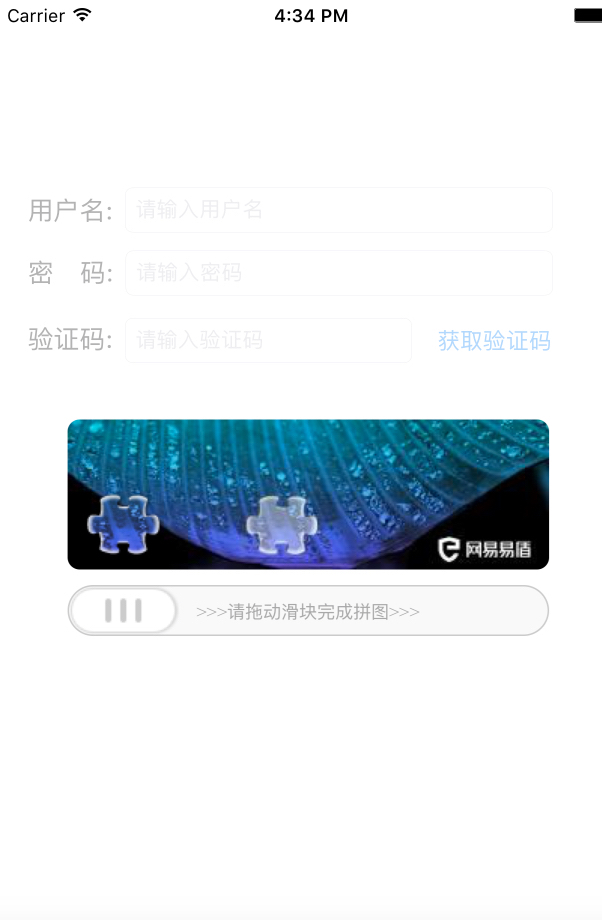 Carrier 4:34 PM
用户名: 请输入用户名
密 码: 请输入密码
验证码: 请输入验证码 获取验证码
网易易盾
>>>请拖动滑块完成拼图>>>